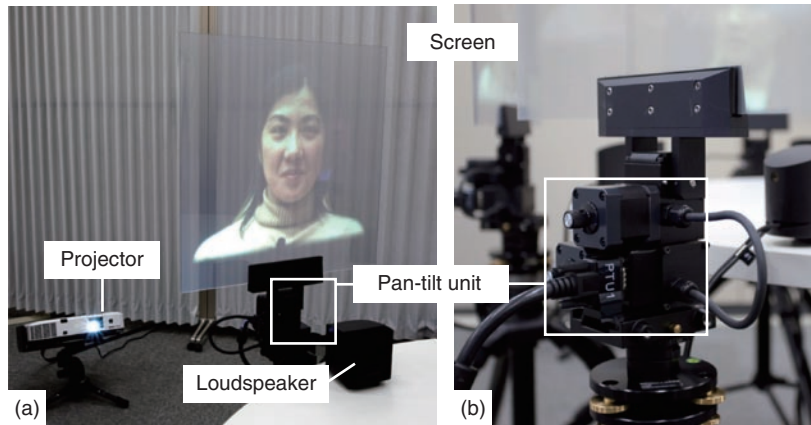 Screen
Projector
Pan-tilt unit
Loudspeaker
PTU1
(a)
(b)